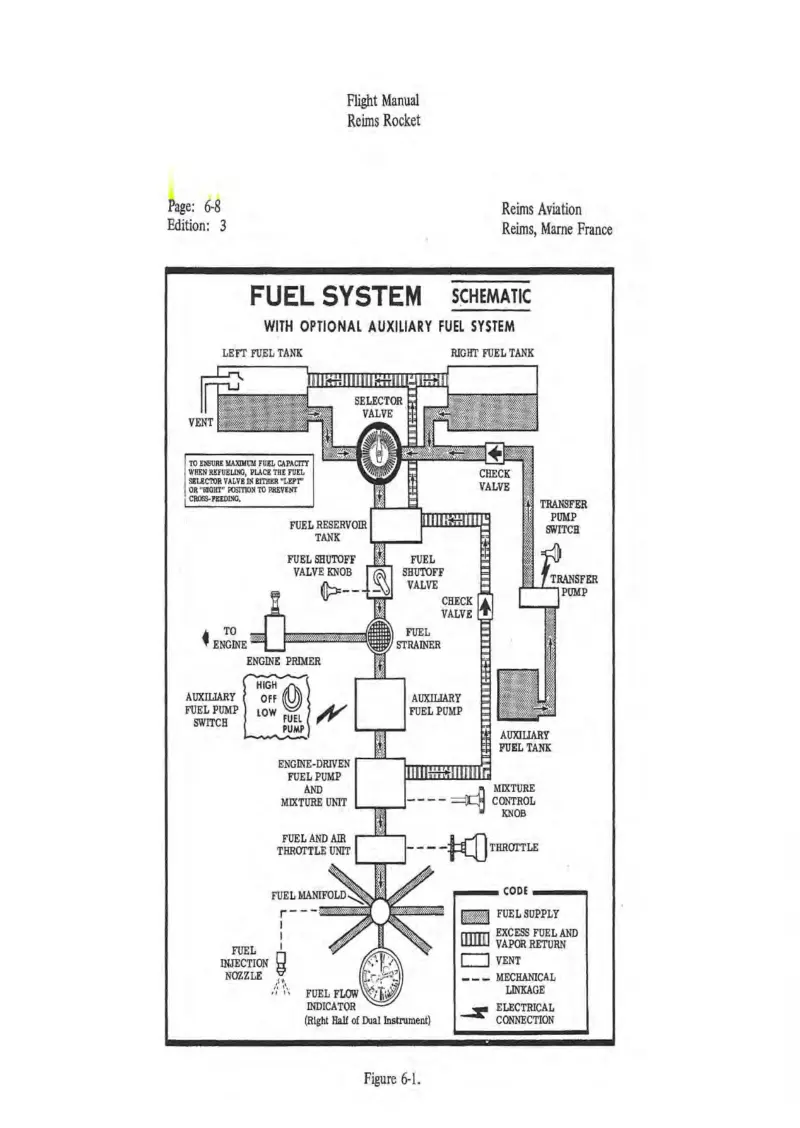 Flight Manual
Reims Rocket
Page: 6-8
Edition: 3
Reims Aviation
Reims, Marne France
FUEL SYSTEM SCHEMATIC
WITH OPTIONAL AUXILIARY FUEL SYSTEM
LEFT FUEL TANK
RIGHT FUEL TANK
SELECTOR
VALVE
VENT
TO ENSURE MAXIMUM FUEL CAPACITY
WHEN REFUELING, PLACE THE FUEL
SELECTOR VALVE IN EITHER "LEFT"
OR "RIGHT" POSITION TO PREVENT
CROSS-FEEDING.
CHECK
VALVE
TRANSFER
PUMP
SWITCH
FUEL RESERVOIR
TANK
FUEL SHUTOFF
VALVE KNOB
FUEL
SHUTOFF
VALVE
TRANSFER
PUMP
CHECK
VALVE
TO
ENGINE
FUEL
STRAINER
ENGINE PRIMER
AUXILIARY
FUEL PUMP
SWITCH
HIGH
OFF
LOW
FUEL
PUMP
AUXILIARY
FUEL PUMP
AUXILIARY
FUEL TANK
ENGINE-DRIVEN
FUEL PUMP
AND
MIXTURE UNIT
MIXTURE
CONTROL
KNOB
FUEL AND AIR
THROTTLE UNIT
THROTTLE
FUEL MANIFOLD
FUEL
INJECTION
NOZZLE
FUEL FLOW
INDICATOR
(Right Half of Dual Instrument)
CODE
FUEL SUPPLY
EXCESS FUEL AND
VAPOR RETURN
VENT
MECHANICAL
LINKAGE
ELECTRICAL
CONNECTION
Figure 6-1.